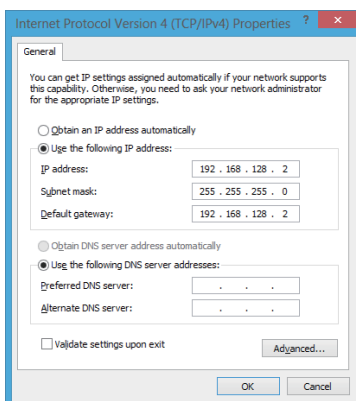 Internet Protocol Version 4 (TCP/IPv4) Properties ? ×
General
You can get IP settings assigned automatically if your network supports
this capability. Otherwise, you need to ask your network administrator
for the appropriate IP settings.
Obtain an IP address automatically
Use the following IP address:
IP address: 192 . 168 . 128 . 2
Subnet mask: 255 . 255 . 255 . 0
Default gateway: 192 . 168 . 128 . 2
Obtain DNS server address automatically
Use the following DNS server addresses:
Preferred DNS server: . . .
Alternate DNS server: . . .
Validate settings upon exit
Advanced...
OK Cancel